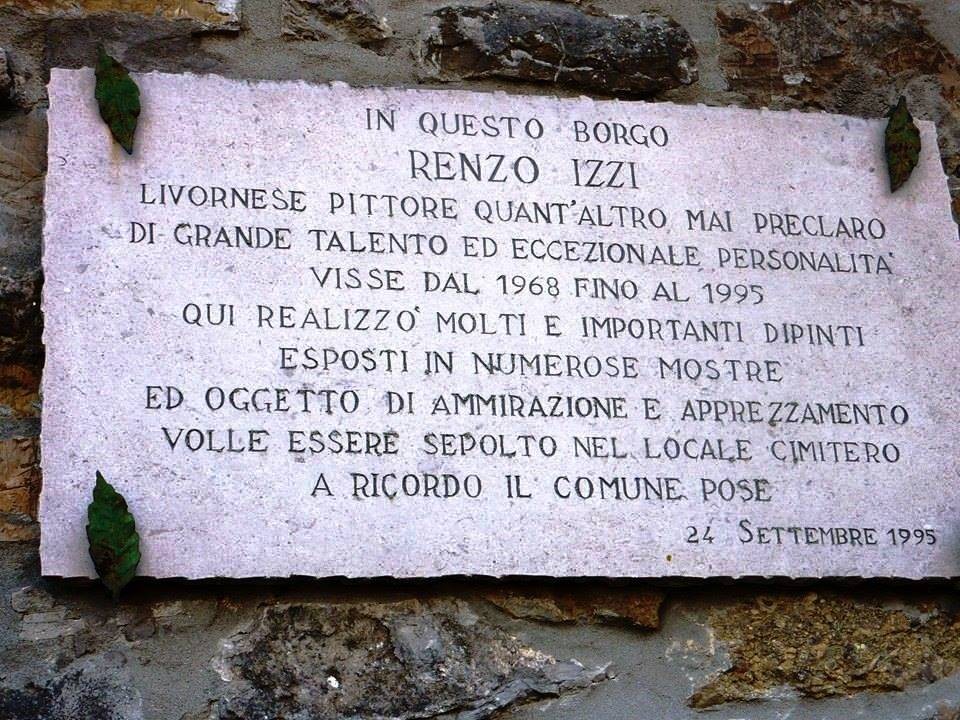 IN QUESTO BORGO
RENZO IZZI
LIVORNESE PITTORE QUANT'ALTRO MAI PRECLARO
DI GRANDE TALENTO ED ECCEZIONALE PERSONALITA'
VISSE DAL 1968 FINO AL 1995
QUI REALIZZO' MOLTI E IMPORTANTI DIPINTI
ESPOSTI IN NUMEROSE MOSTRE
ED OGGETTO DI AMMIRAZIONE E APPREZZAMENTO
VOLLE ESSERE SEPOLTO NEL LOCALE CIMITERO
A RICORDO IL COMUNE POSE
24 SETTEMBRE 1995